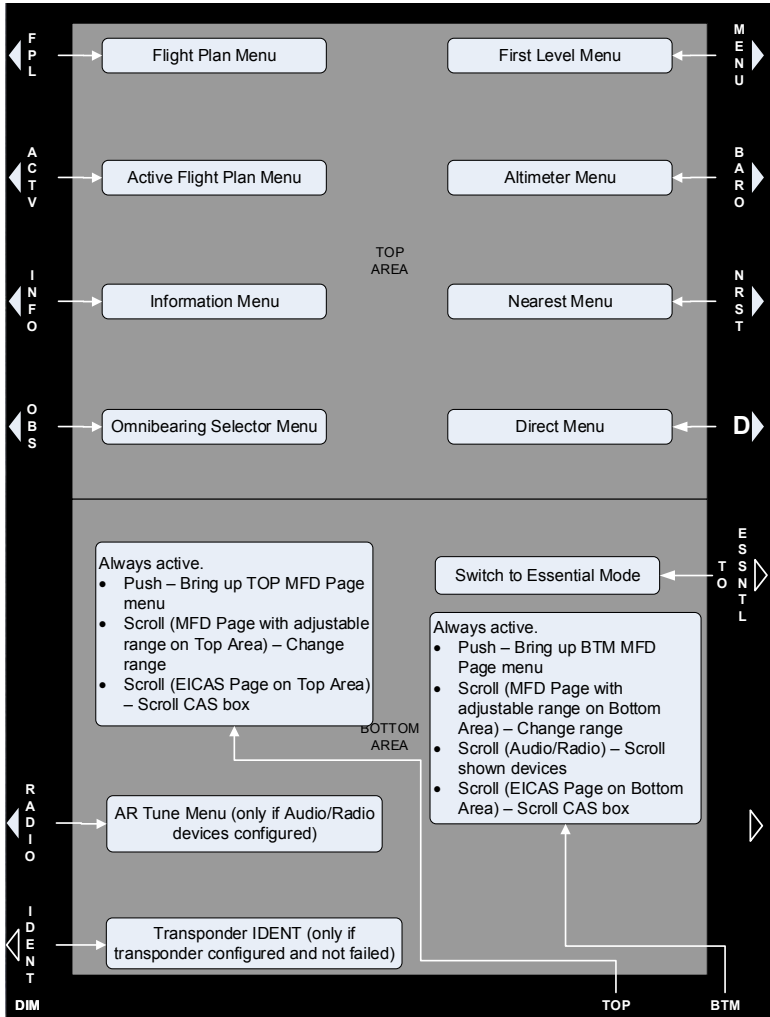 FPL
Flight Plan Menu
First Level Menu
MENU
ACTV
Active Flight Plan Menu
Altimeter Menu
BARO
TOP
AREA
INFO
Information Menu
Nearest Menu
NRST
OBS
Omnibearing Selector Menu
Direct Menu
D
Always active.
• Push – Bring up TOP MFD Page
menu
• Scroll (MFD Page with adjustable
range on Top Area) – Change
range
• Scroll (EICAS Page on Top Area)
– Scroll CAS box
Switch to Essential Mode
TO
ESSNTL
Always active.
• Push – Bring up BTM MFD
Page menu
• Scroll (MFD Page with
adjustable range on Bottom
Area) – Change range
• Scroll (Audio/Radio) – Scroll
shown devices
• Scroll (EICAS Page on Bottom
Area) – Scroll CAS box
BOTTOM
AREA
RADIO
AR Tune Menu (only if Audio/Radio
devices configured)
IDENT
Transponder IDENT (only if
transponder configured and not failed)
DIM
TOP
BTM